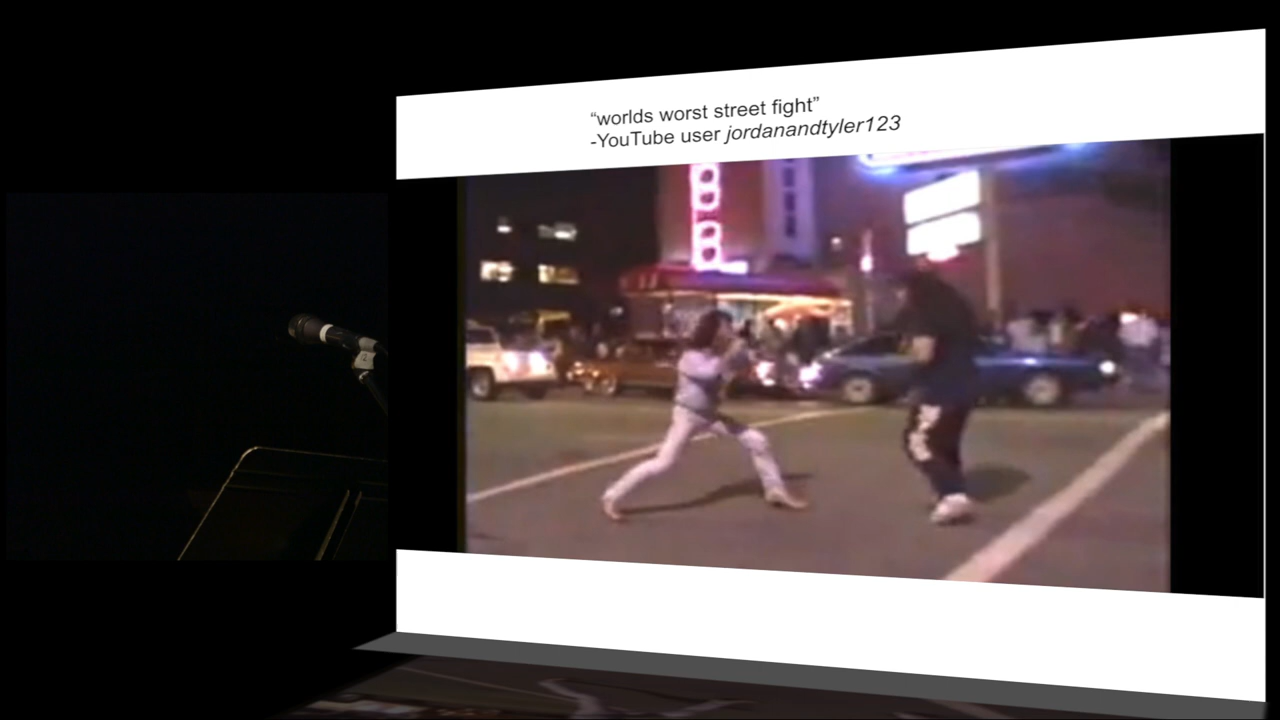 “worlds worst street fight”
-YouTube user jordanandtyler123